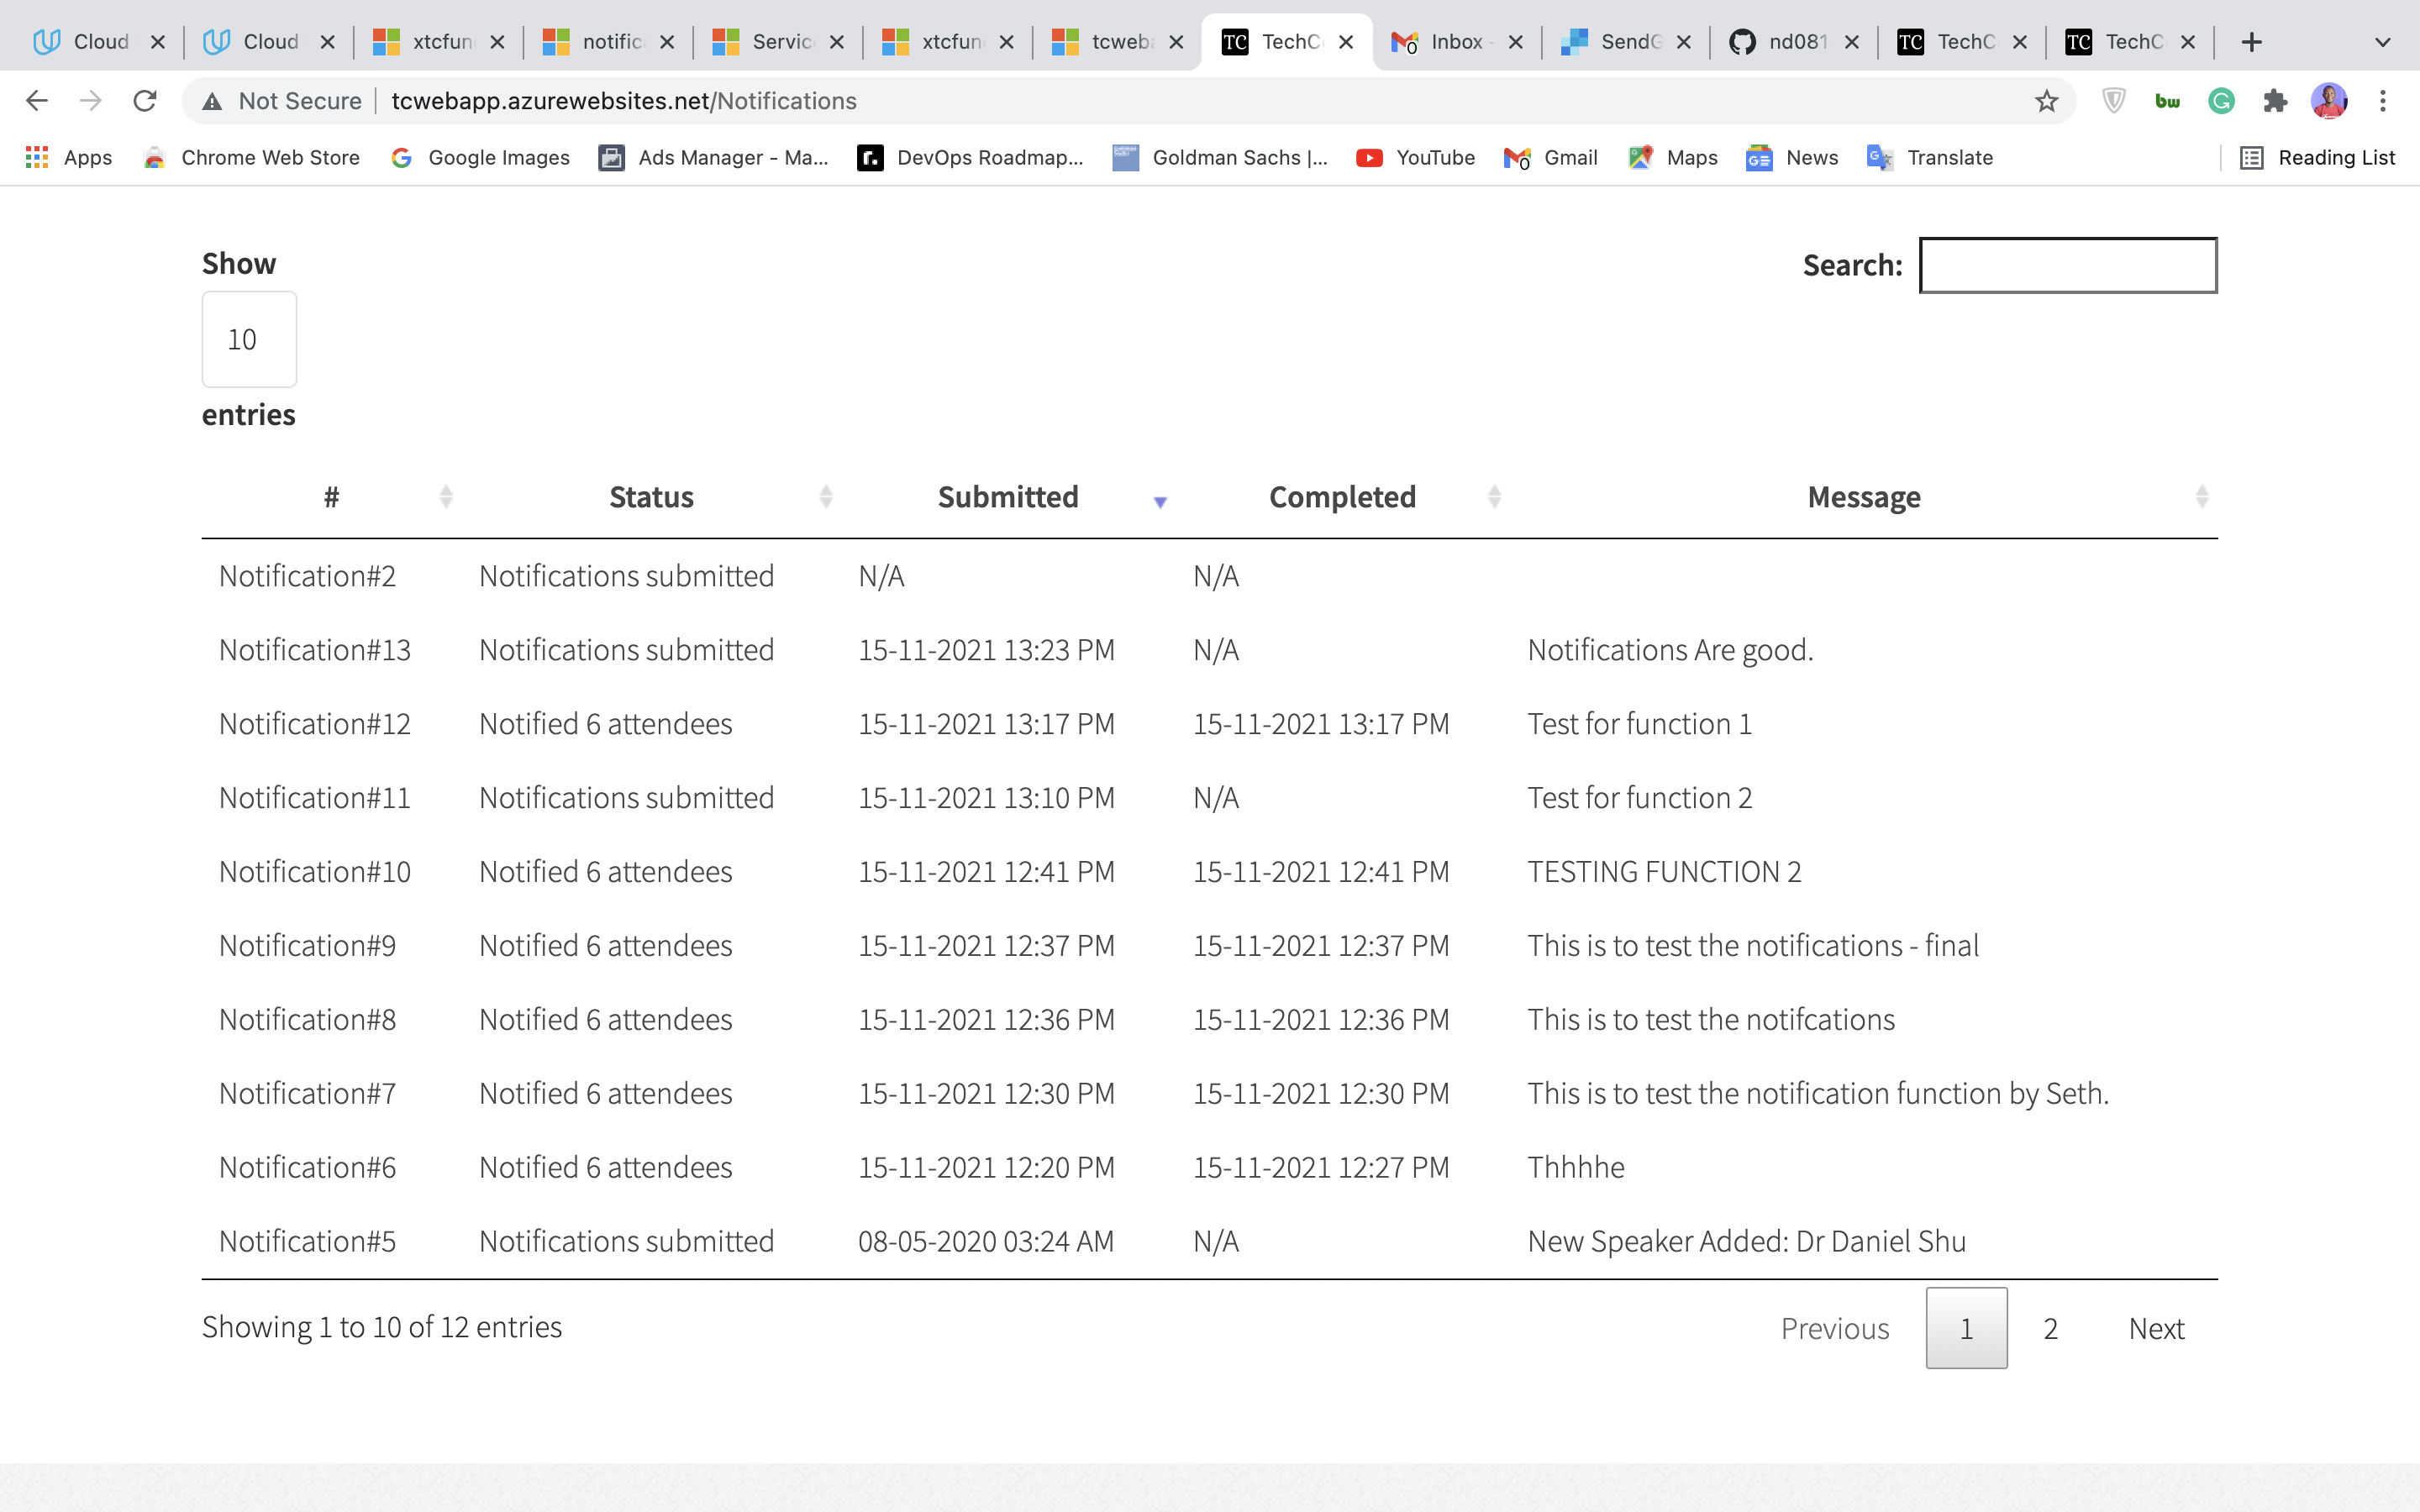 Cloud Cloud xtcfun notific Servic xtcfun tcweb TechC Inbox - SendG nd081 TechC TechC
Not Secure tcwebapp.azurewebsites.net/Notifications
Apps Chrome Web Store Google Images Ads Manager - Ma... DevOps Roadmap... Goldman Sachs |... YouTube Gmail Maps News Translate Reading List
Show
Search:
10
entries
# Status Submitted Completed Message
Notification#2 Notifications submitted N/A N/A
Notification#13 Notifications submitted 15-11-2021 13:23 PM N/A Notifications Are good.
Notification#12 Notified 6 attendees 15-11-2021 13:17 PM 15-11-2021 13:17 PM Test for function 1
Notification#11 Notifications submitted 15-11-2021 13:10 PM N/A Test for function 2
Notification#10 Notified 6 attendees 15-11-2021 12:41 PM 15-11-2021 12:41 PM TESTING FUNCTION 2
Notification#9 Notified 6 attendees 15-11-2021 12:37 PM 15-11-2021 12:37 PM This is to test the notifications - final
Notification#8 Notified 6 attendees 15-11-2021 12:36 PM 15-11-2021 12:36 PM This is to test the notifcations
Notification#7 Notified 6 attendees 15-11-2021 12:30 PM 15-11-2021 12:30 PM This is to test the notification function by Seth.
Notification#6 Notified 6 attendees 15-11-2021 12:20 PM 15-11-2021 12:27 PM Thhhhe
Notification#5 Notifications submitted 08-05-2020 03:24 AM N/A New Speaker Added: Dr Daniel Shu
Showing 1 to 10 of 12 entries
Previous 1 2 Next